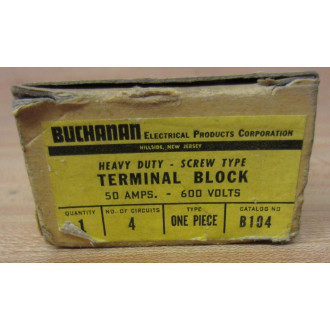 BUCHANAN ELECTRICAL PRODUCTS CORPORATION
HILLSIDE, NEW JERSEY
HEAVY DUTY - SCREW TYPE
TERMINAL BLOCK
50 AMPS. - 600 VOLTS
QUANTITY NO. OF CIRCUITS TYPE CATALOG NO
1 4 ONE PIECE B104